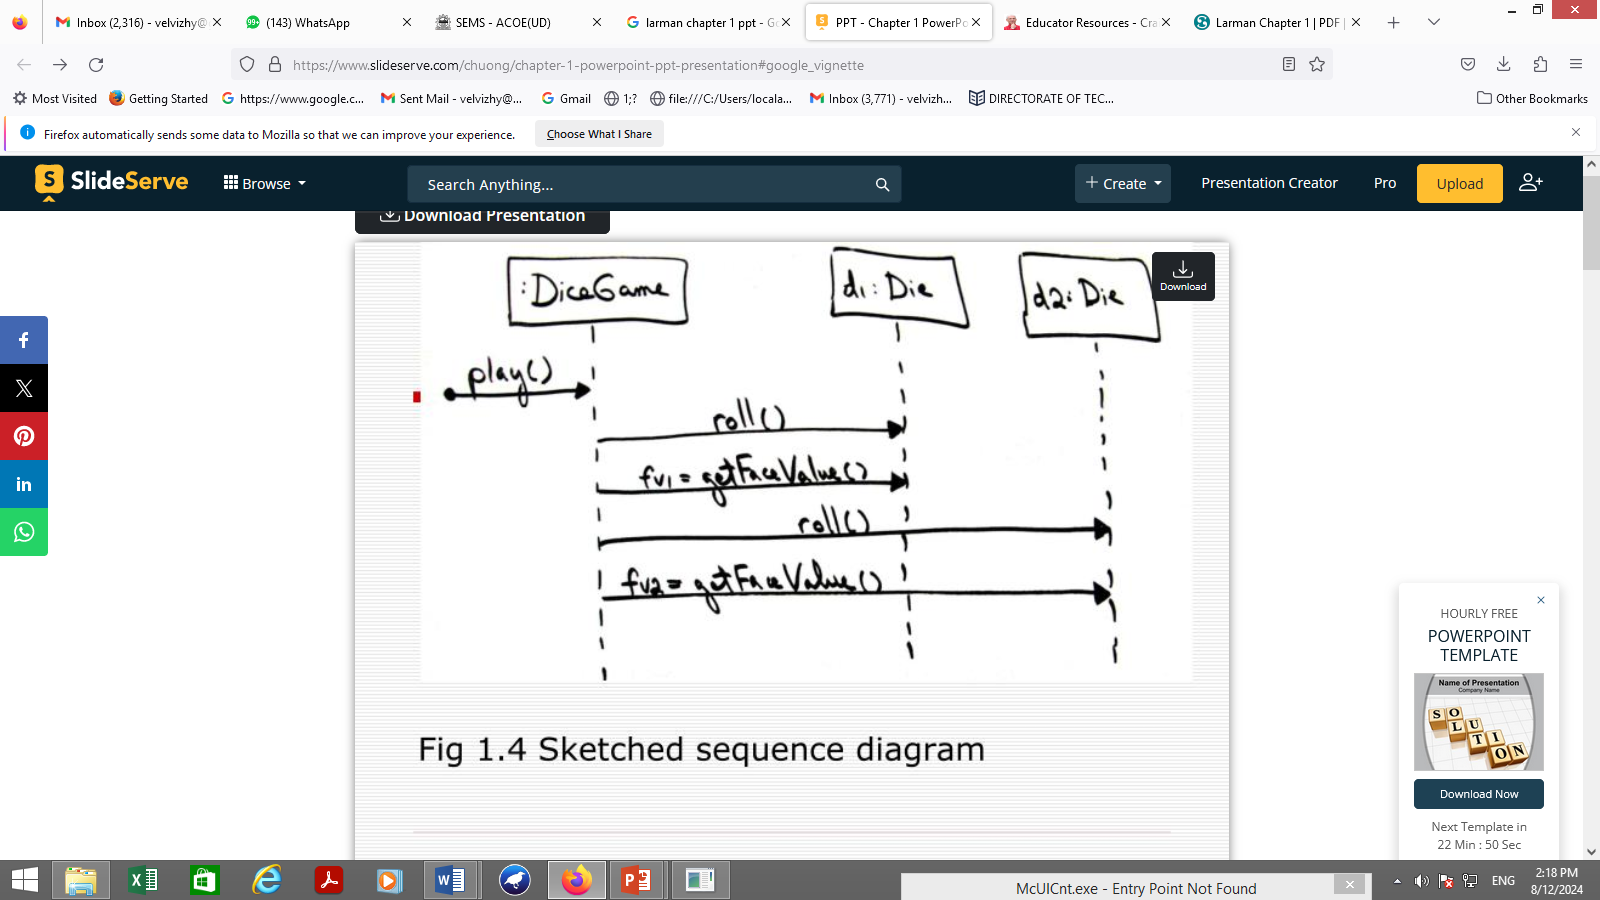 Inbox (2,316) - velvizhy@
(143) WhatsApp
SEMS - ACOE(UD)
larman chapter 1 ppt - Go
PPT - Chapter 1 PowerPo
Educator Resources - Cra
Larman Chapter 1 | PDF |
https://www.slideserve.com/chuong/chapter-1-powerpoint-ppt-presentation#google_vignette
Most Visited
Getting Started
https://www.google.c...
Sent Mail - velvizhy@...
Gmail
1;?
file:///C:/Users/locala...
Inbox (3,771) - velvizh...
DIRECTORATE OF TEC...
Other Bookmarks
Firefox automatically sends some data to Mozilla so that we can improve your experience.
Choose What I Share
SlideServe
Browse
Search Anything...
Create
Presentation Creator
Pro
Upload
Download Presentation
:DiceGame
d1:Die
d2:Die
Download
play()
roll()
fv1 = getFaceValue()
roll()
fv2 = getFaceValue()
Fig 1.4 Sketched sequence diagram
HOURLY FREE
POWERPOINT
TEMPLATE
Name of Presentation
Company Name
SOLUTION
Download Now
Next Template in
22 Min : 50 Sec
McUICnt.exe - Entry Point Not Found
ENG
2:18 PM
8/12/2024